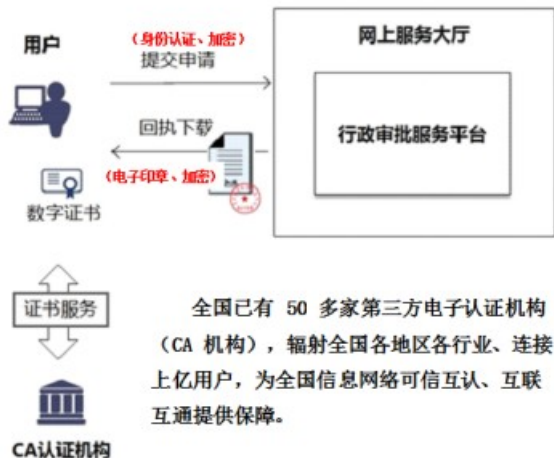 用户
（身份认证、加密）
提交申请
网上服务大厅
行政审批服务平台
回执下载
（电子印章、加密）
数字证书
证书服务
全国已有 50 多家第三方电子认证机构
（CA 机构），辐射全国各地区各行业、连接
上亿用户，为全国信息网络可信互认、互联
互通提供保障。
CA认证机构